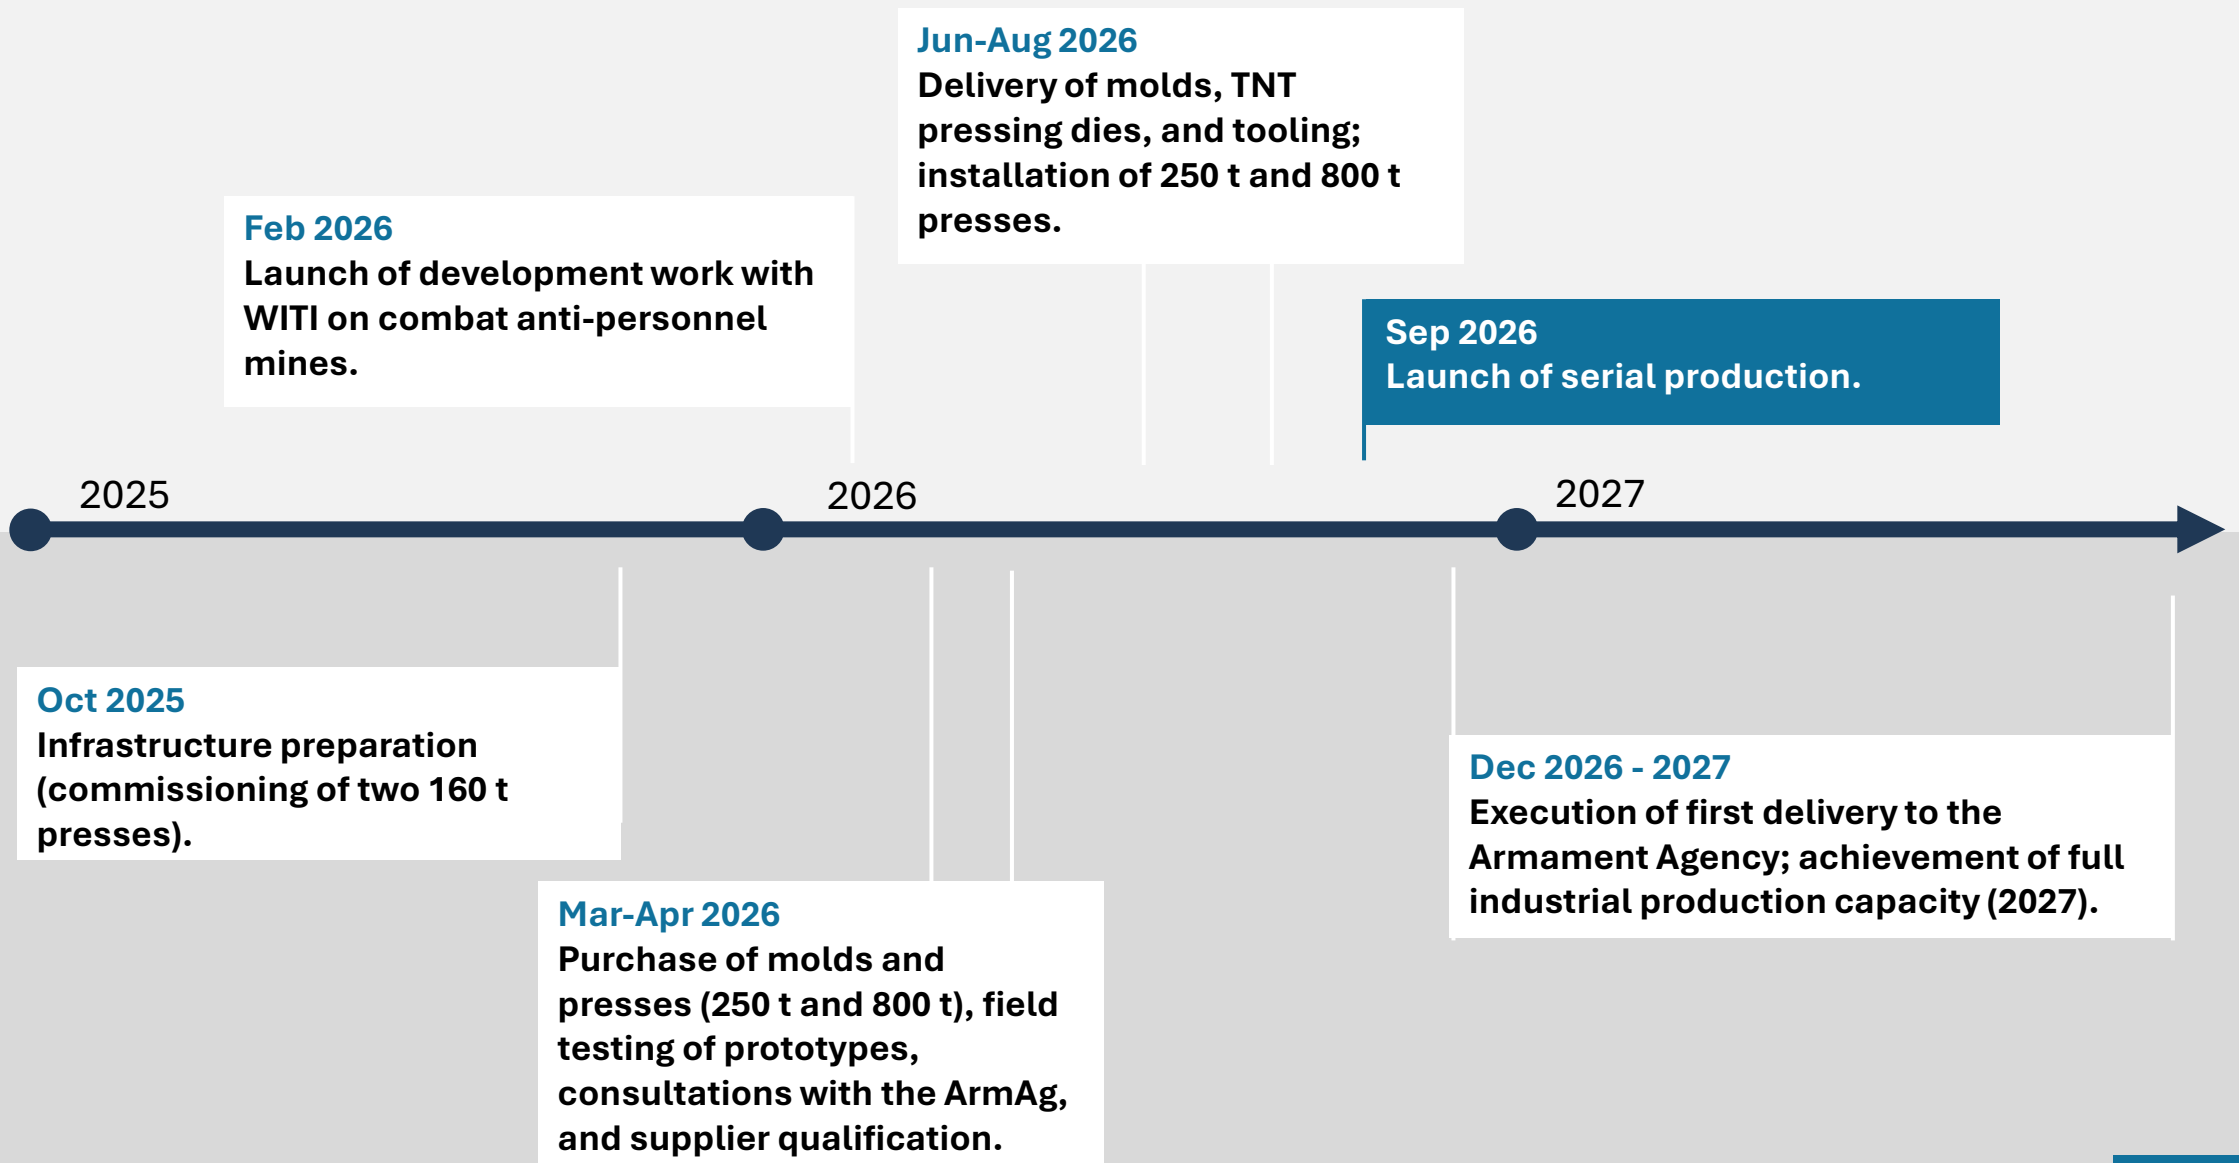 Jun-Aug 2026
Delivery of molds, TNT
pressing dies, and tooling;
installation of 250 t and 800 t
presses.
Feb 2026
Launch of development work with
WITI on combat anti-personnel
mines.
Sep 2026
Launch of serial production.
2025
2026
2027
Oct 2025
Infrastructure preparation
(commissioning of two 160 t
presses).
Dec 2026 - 2027
Execution of first delivery to the
Armament Agency; achievement of full
industrial production capacity (2027).
Mar-Apr 2026
Purchase of molds and
presses (250 t and 800 t), field
testing of prototypes,
consultations with the ArmAg,
and supplier qualification.